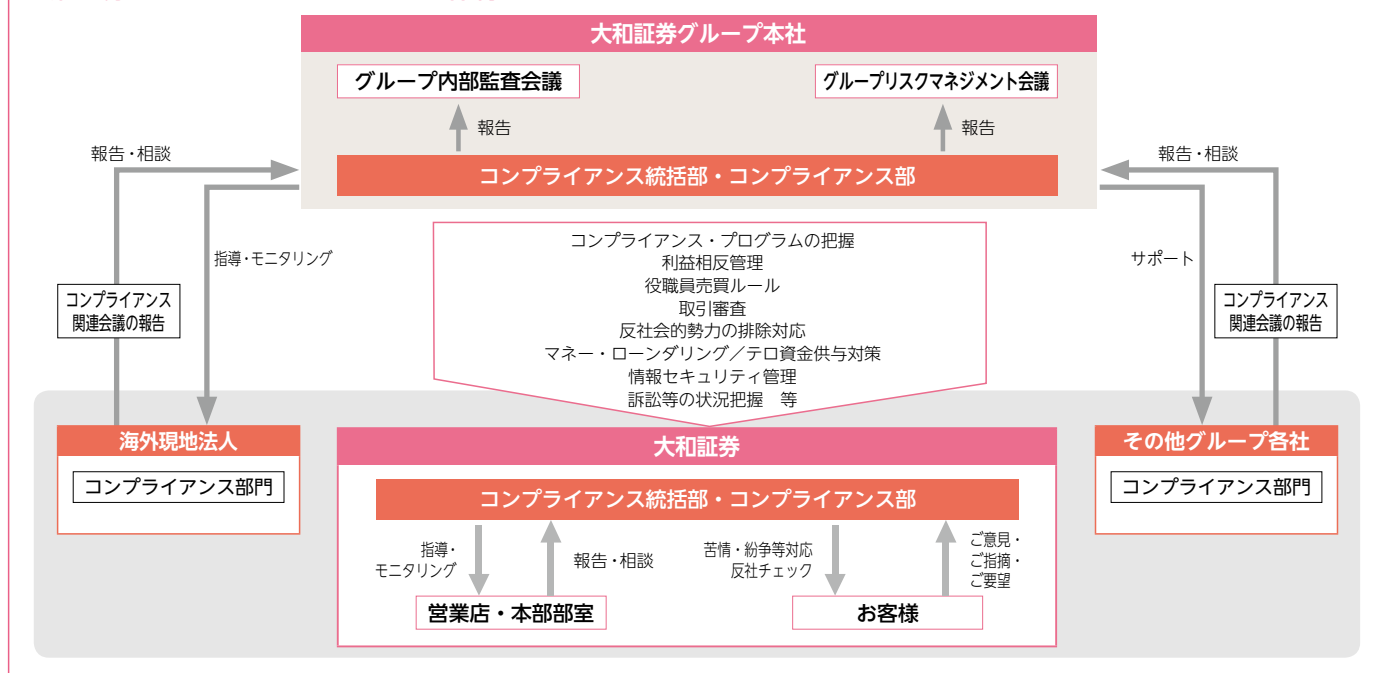 大和証券グループ本社
グループ内部監査会議
グループリスクマネジメント会議
報告
報告
コンプライアンス統括部・コンプライアンス部
報告・相談
報告・相談
指導・モニタリング
サポート
コンプライアンス
関連会議の報告
コンプライアンス
関連会議の報告
コンプライアンス・プログラムの把握
利益相反管理
役職員売買ルール
取引審査
反社会的勢力の排除対応
マネー・ローンダリング／テロ資金供与対策
情報セキュリティ管理
訴訟等の状況把握　等
海外現地法人
コンプライアンス部門
大和証券
コンプライアンス統括部・コンプライアンス部
指導・
モニタリング
報告・相談
苦情・紛争等対応
反社チェック
ご意見・
ご指摘・
ご要望
営業店・本部部室
お客様
その他グループ各社
コンプライアンス部門